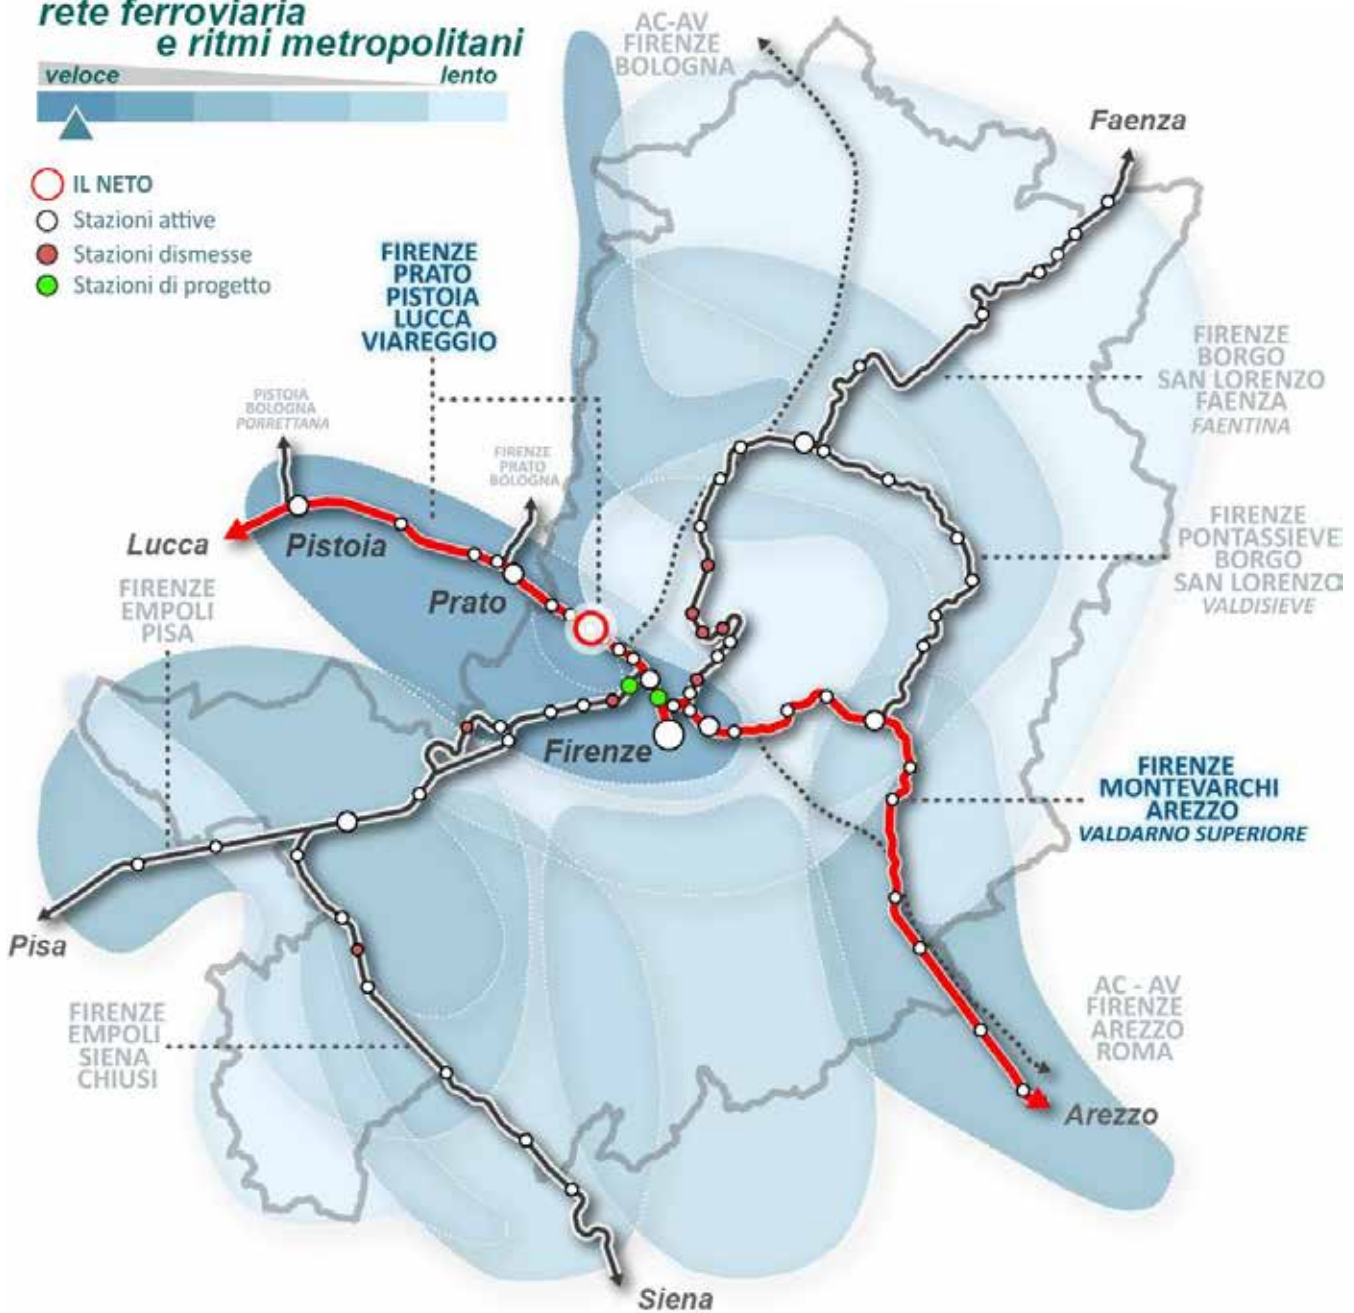 rete ferroviaria
e ritmi metropolitani
veloce
lento
IL NETO
Stazioni attive
Stazioni dismesse
Stazioni di progetto
AC-AV
FIRENZE
BOLOGNA
Faenza
FIRENZE
PRATO
PISTOIA
LUCCA
VIAREGGIO
FIRENZE
BORGO
SAN LORENZO
FAENZA
FAENTINA
PISTOIA
BOLOGNA
PORRETTANA
FIRENZE
PRATO
BOLOGNA
Lucca
Pistoia
FIRENZE
PONTASSIEVE
BORGO
SAN LORENZO
VALDISIEVE
FIRENZE
EMPOLI
PISA
Prato
Firenze
FIRENZE
MONTEVARCHI
AREZZO
VALDARNO SUPERIORE
Pisa
FIRENZE
EMPOLI
SIENA
CHIUSI
AC - AV
FIRENZE
AREZZO
ROMA
Arezzo
Siena